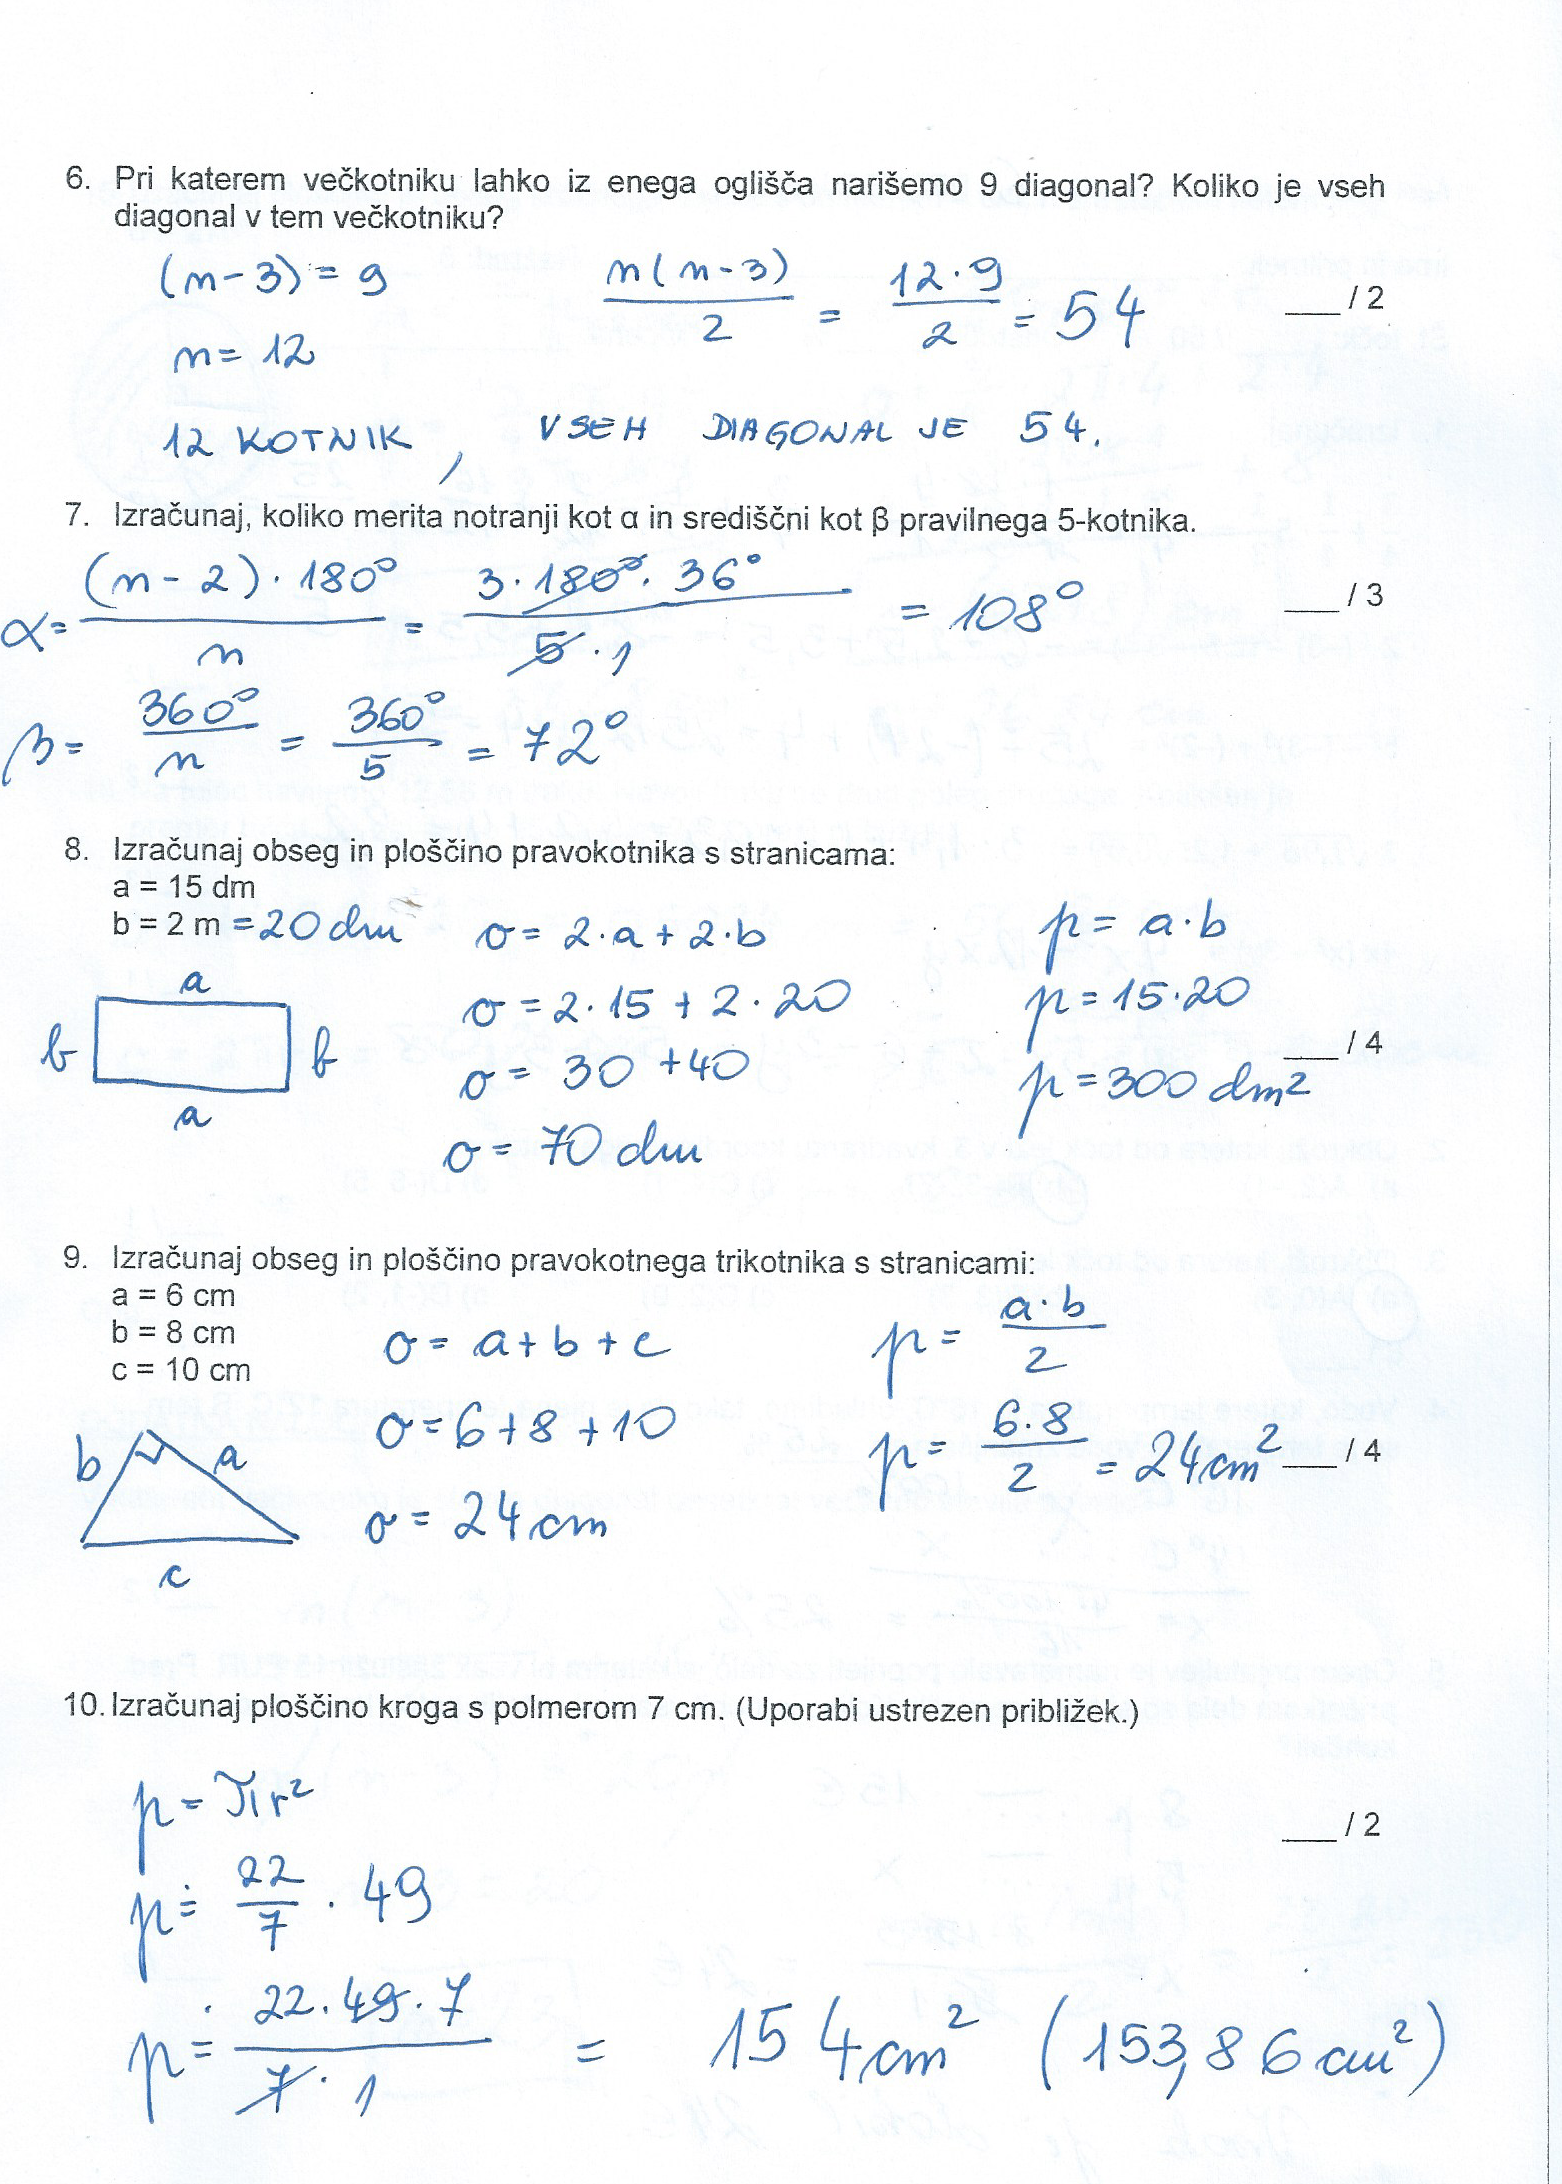 6. Pri katerem večkotniku lahko iz enega oglišča narišemo 9 diagonal? Koliko je vseh
diagonal v tem večkotniku?
(n-3) = 9
n(n-3)/2 = 12·9/2 = 54
___ / 2
n = 12
12 KOTNIK, VSEH DIAGONAL JE 54.
7. Izračunaj, koliko merita notranji kot α in središčni kot β pravilnega 5-kotnika.
α = (n-2)·180°/n = 3·180°·36°/5·1 = 108°
___ / 3
β = 360°/n = 360°/5 = 72°
8. Izračunaj obseg in ploščino pravokotnika s stranicama:
a = 15 dm
b = 2 m = 20 dm
a
b b
a
o = 2·a + 2·b
o = 2·15 + 2·20
o = 30 + 40
o = 70 dm
p = a·b
p = 15·20
p = 300 dm²
___ / 4
9. Izračunaj obseg in ploščino pravokotnega trikotnika s stranicami:
a = 6 cm
b = 8 cm
c = 10 cm
b a
c
o = a + b + c
o = 6 + 8 + 10
o = 24 cm
p = a·b/2
p = 6·8/2 = 24 cm²
___ / 4
10. Izračunaj ploščino kroga s polmerom 7 cm. (Uporabi ustrezen približek.)
p = πr²
___ / 2
p ≐ 22/7 · 49
p ≐ 22·49·7/7·1 = 154 cm² (153,86 cm²)